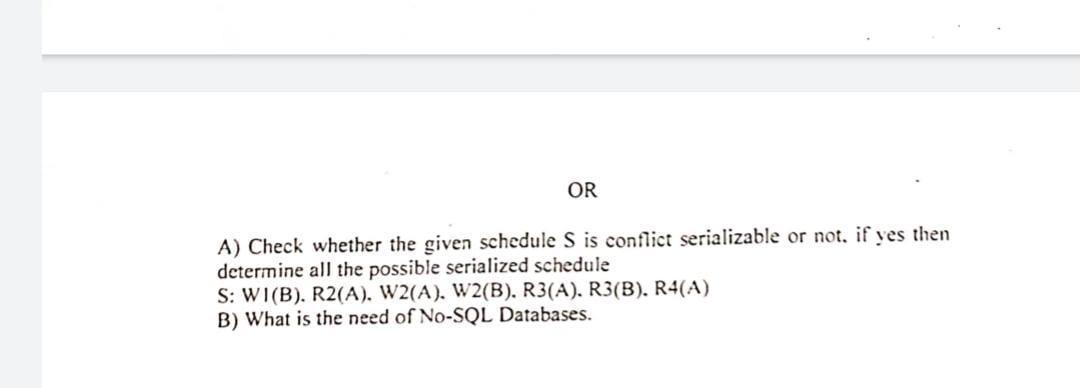 OR
A) Check whether the given schedule S is conflict serializable or not. if yes then
determine all the possible serialized schedule
S: W1(B). R2(A). W2(A). W2(B). R3(A). R3(B). R4(A)
B) What is the need of No-SQL Databases.